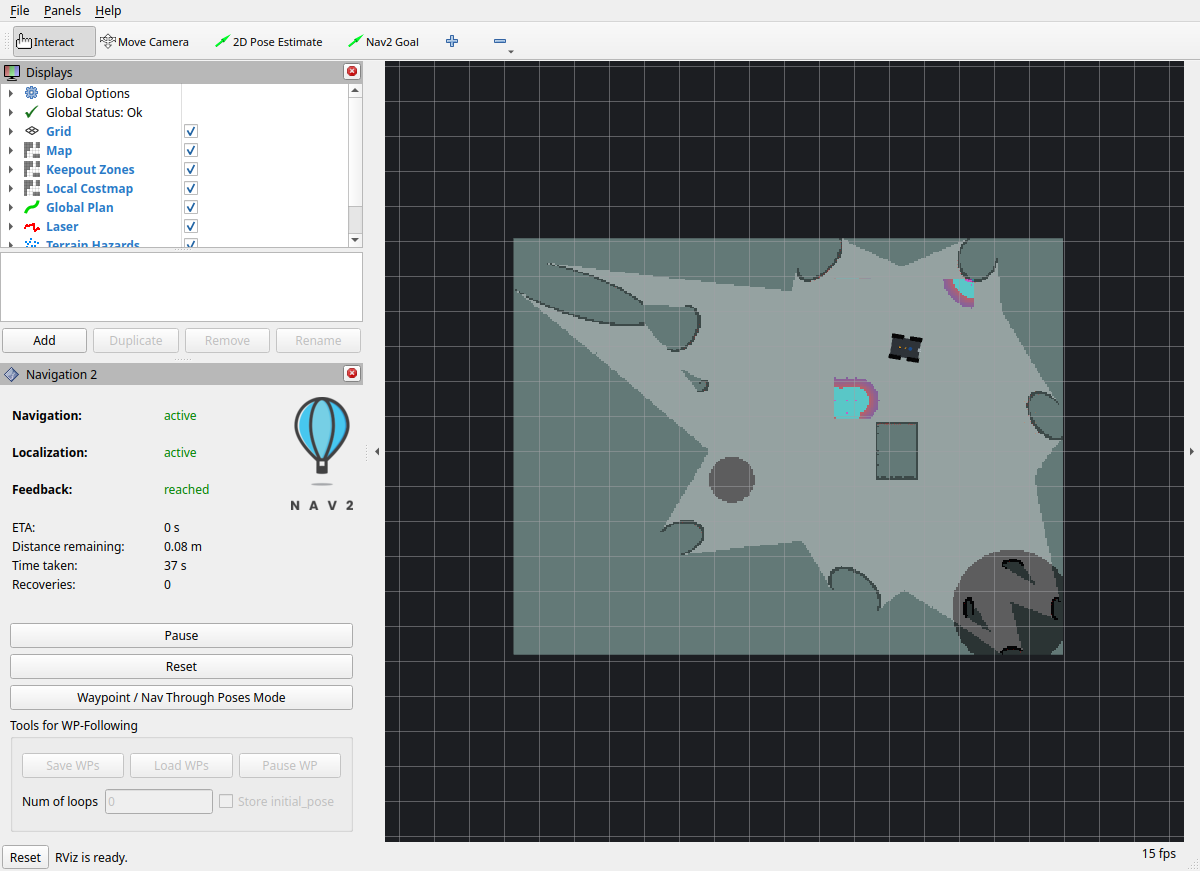 File Panels Help
Interact Move Camera 2D Pose Estimate Nav2 Goal
Displays
Global Options
Global Status: Ok
Grid
Map
Keepout Zones
Local Costmap
Global Plan
Laser
Terrain Hazards
Add Duplicate Remove Rename
Navigation 2
Navigation: active
Localization: active
Feedback: reached
NAV2
ETA: 0 s
Distance remaining: 0.08 m
Time taken: 37 s
Recoveries: 0
Pause
Reset
Waypoint / Nav Through Poses Mode
Tools for WP-Following
Save WPs Load WPs Pause WP
Num of loops 0 Store initial_pose
Reset RViz is ready. 15 fps